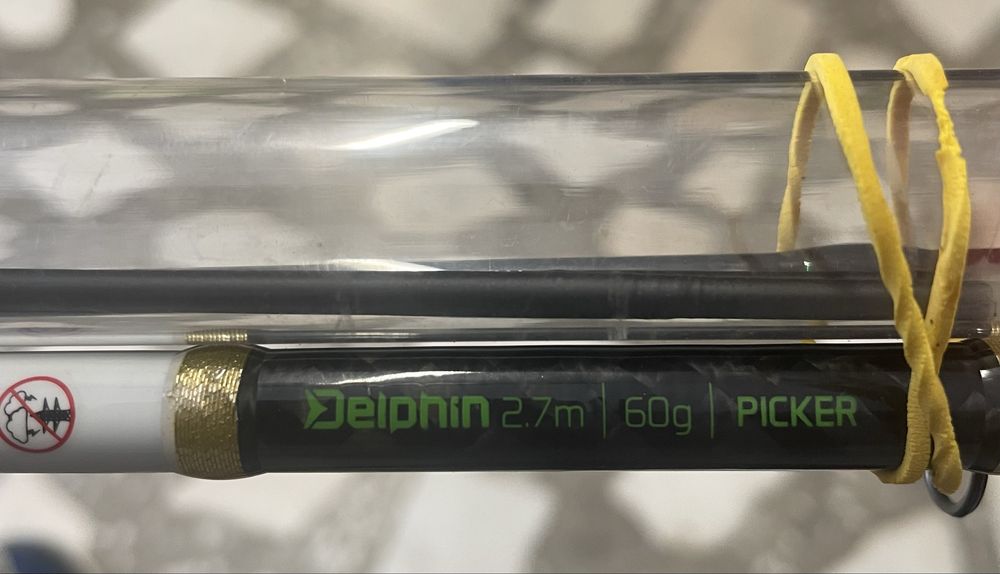 Delphin 2.7m | 60g | PICKER